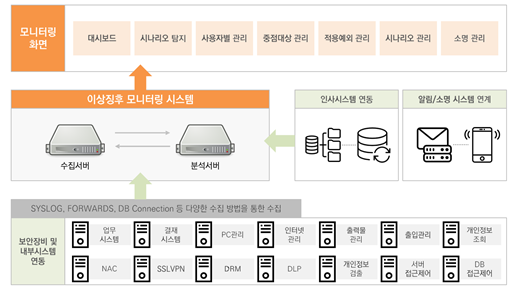 모니터링
화면
대시보드
시나리오 탐지
사용자별 관리
중점대상 관리
적용예외 관리
시나리오 관리
소명 관리
이상징후 모니터링 시스템
수집서버
분석서버
인사시스템 연동
알림/소명 시스템 연계
SYSLOG, FORWARDS, DB Connection 등 다양한 수집 방법을 통한 수집
보안장비 및
내부시스템
연동
업무
시스템
결재
시스템
PC관리
인터넷
관리
출력물
관리
출입관리
개인정보
조회
NAC
SSLVPN
DRM
DLP
개인정보
검출
서버
접근제어
DB
접근제어